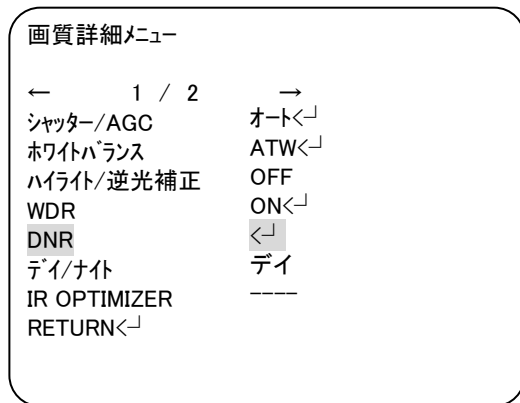 画質詳細ﾒﾆｭｰ
← 1 / 2 →
ｼｬｯﾀｰ/AGC ｵｰﾄ<┘
ﾎﾜｲﾄﾊﾞﾗﾝｽ ATW<┘
ﾊｲﾗｲﾄ/逆光補正 OFF
WDR ON<┘
DNR <┘
ﾃﾞｲ/ﾅｲﾄ デイ
IR OPTIMIZER ----
RETURN<┘